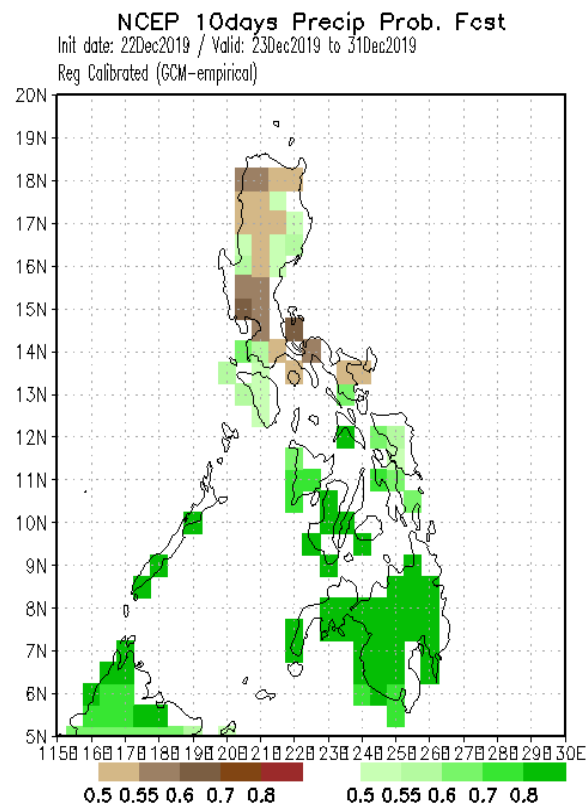 NCEP 10days Precip Prob. Fcst
Init date: 22Dec2019 / Valid: 23Dec2019 to 31Dec2019
Reg Calibrated (GCM-empirical)
20N
19N
18N
17N
16N
15N
14N
13N
12N
11N
10N
9N
8N
7N
6N
5N
115E 116E 117E 118E 119E 120E 121E 122E 123E 124E 125E 126E 127E 128E 129E 130E
0.5 0.55 0.6 0.7 0.8 0.5 0.55 0.6 0.7 0.8